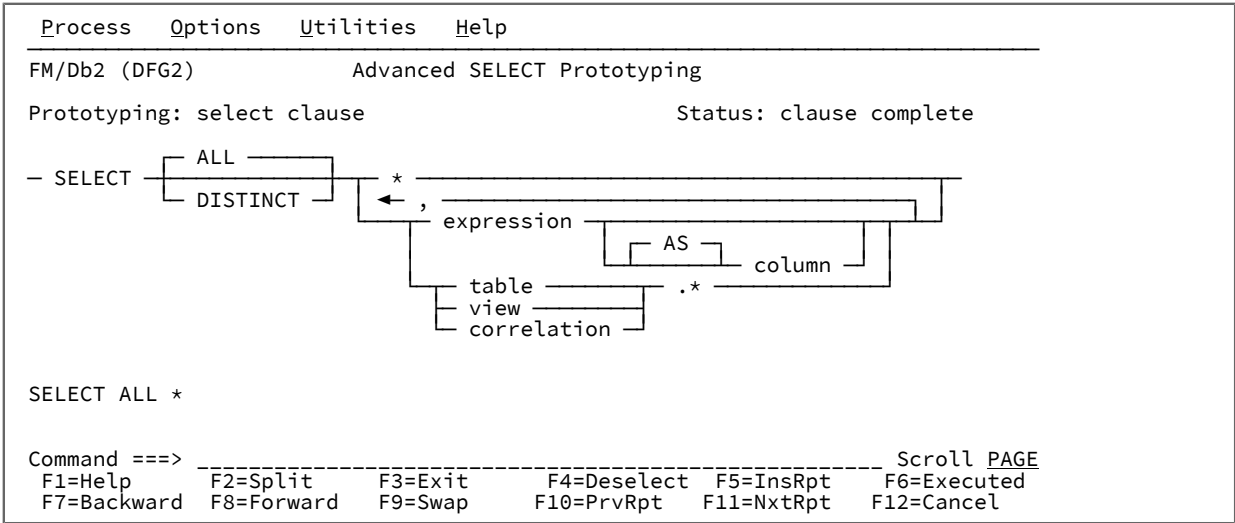 Process Options Utilities Help
FM/Db2 (DFG2) Advanced SELECT Prototyping
Prototyping: select clause Status: clause complete
ALL
SELECT *
DISTINCT ,
expression
AS
column
table .*
view
correlation
SELECT ALL *
Command ===> Scroll PAGE
F1=Help F2=Split F3=Exit F4=Deselect F5=InsRpt F6=Executed
F7=Backward F8=Forward F9=Swap F10=PrvRpt F11=NxtRpt F12=Cancel